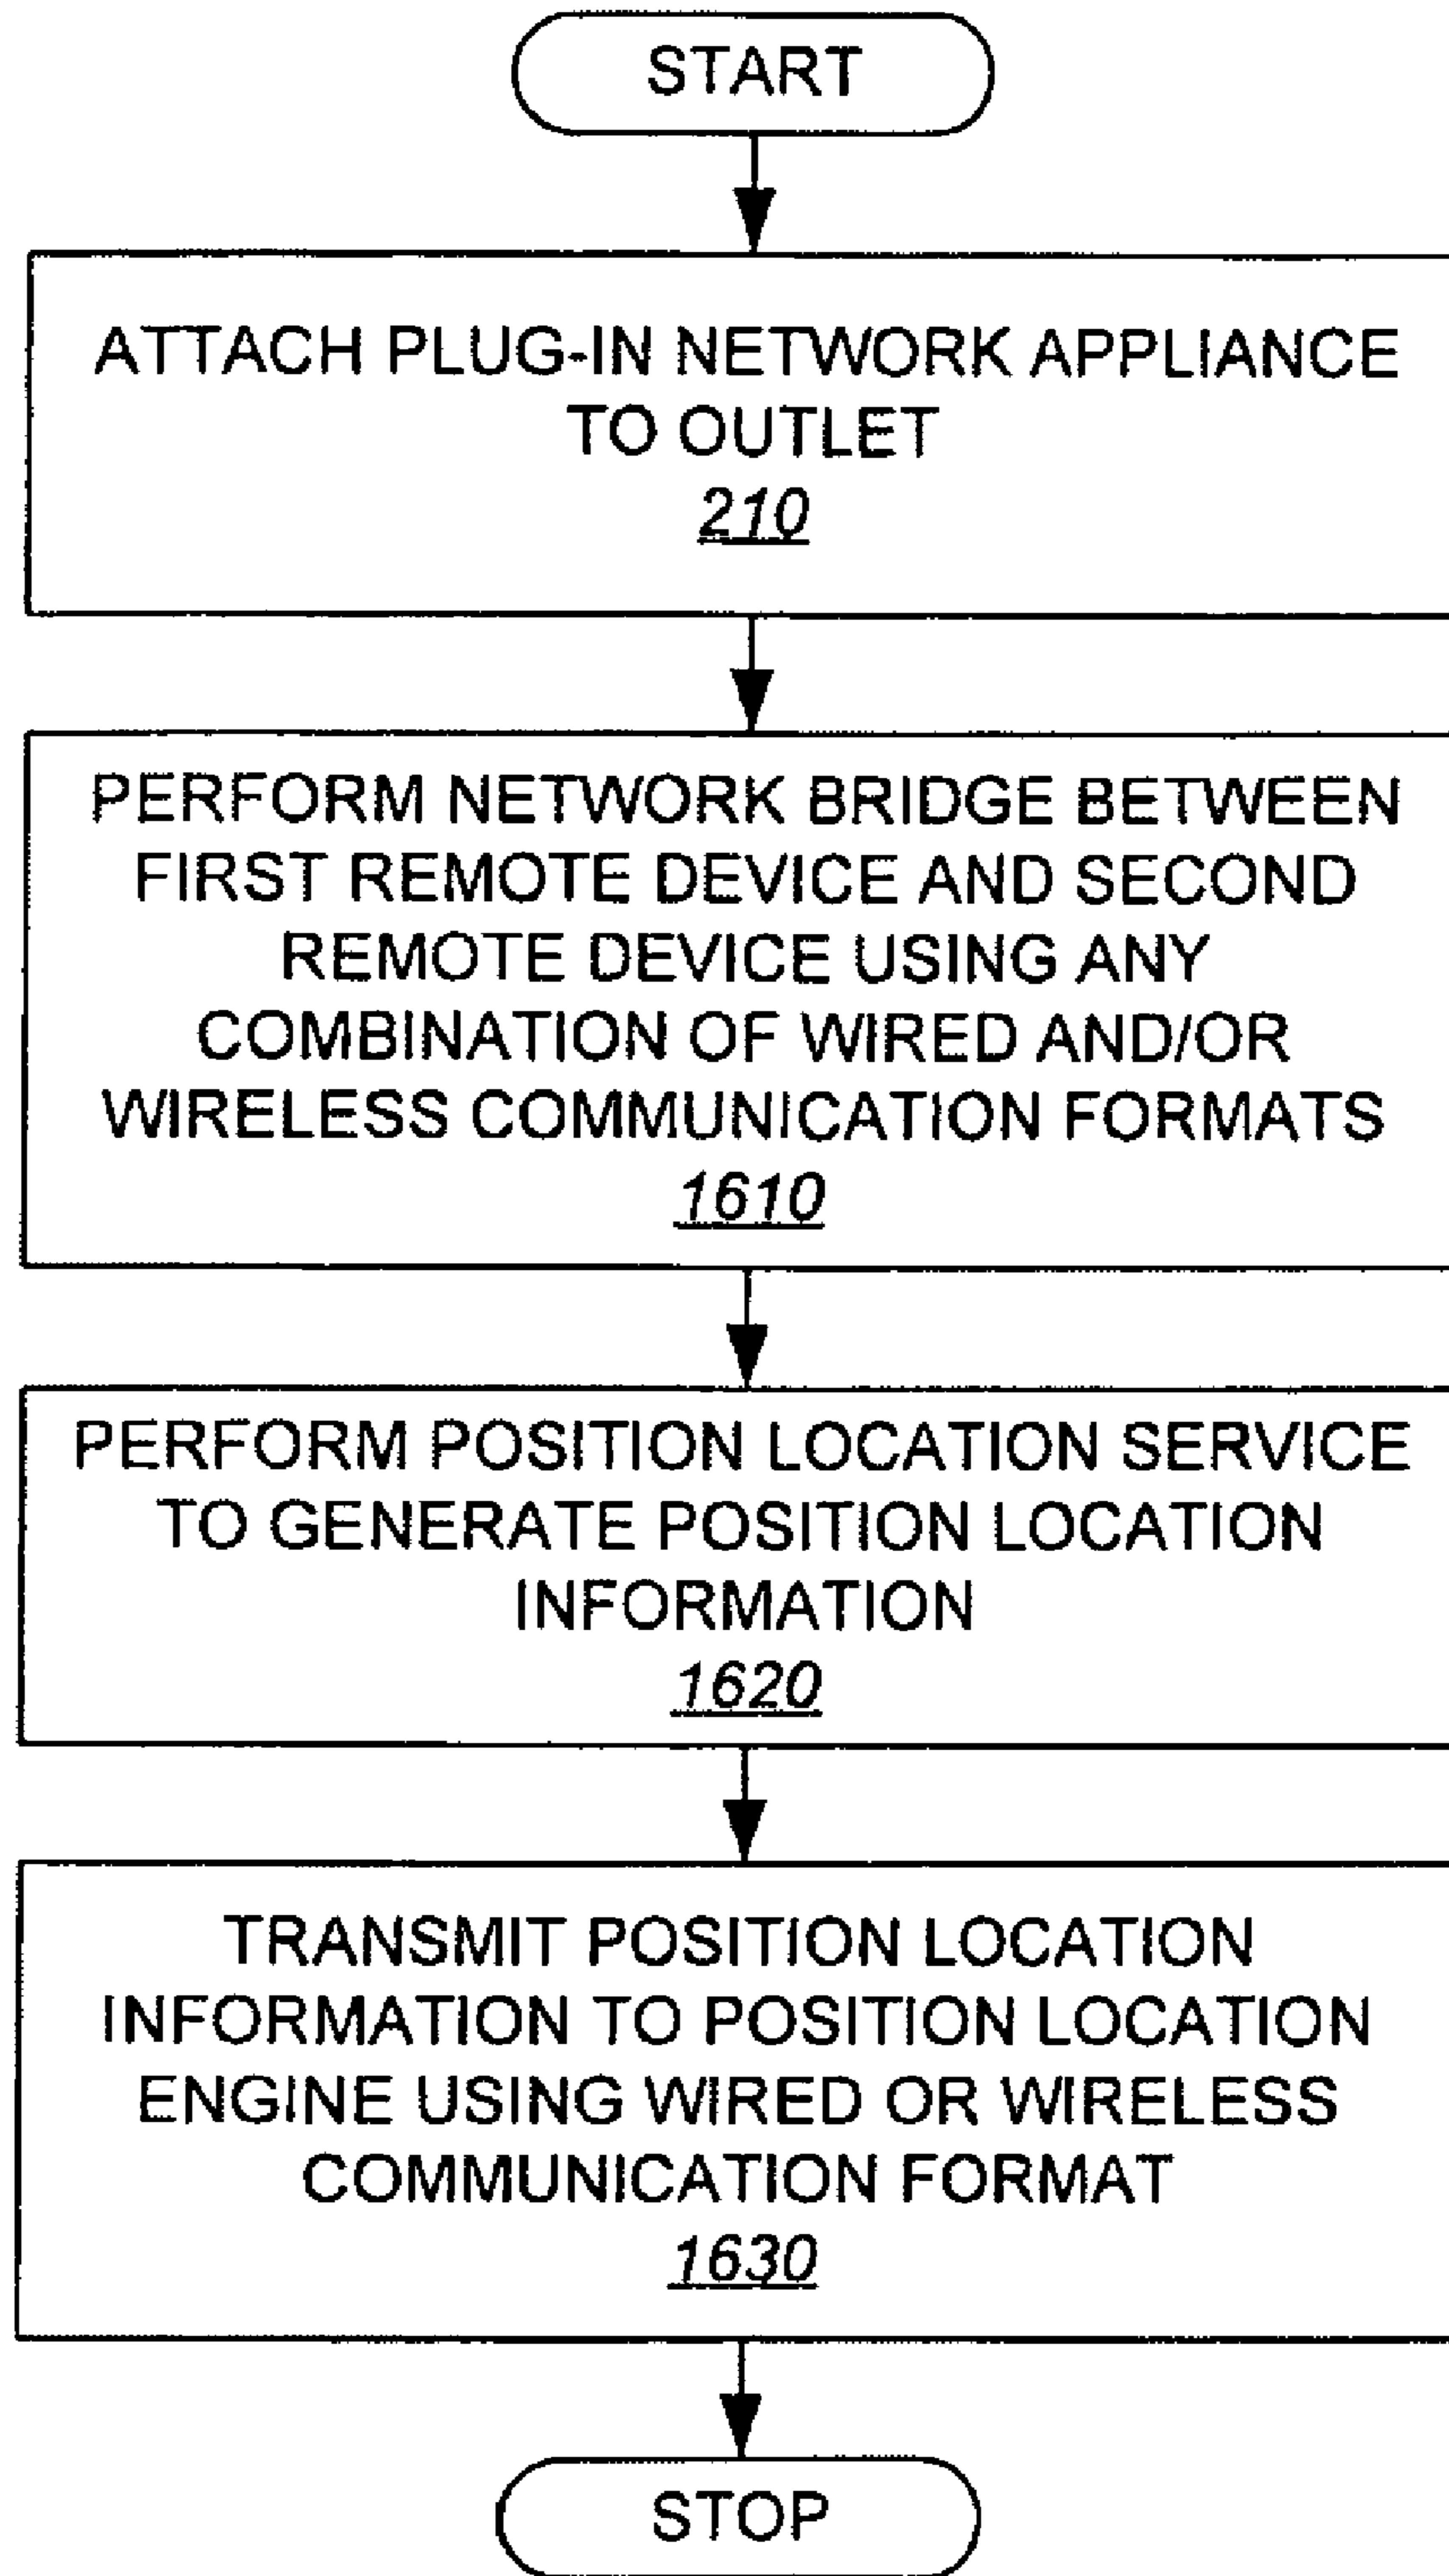 START
ATTACH PLUG-IN NETWORK APPLIANCE
TO OUTLET
210
PERFORM NETWORK BRIDGE BETWEEN
FIRST REMOTE DEVICE AND SECOND
REMOTE DEVICE USING ANY
COMBINATION OF WIRED AND/OR
WIRELESS COMMUNICATION FORMATS
1610
PERFORM POSITION LOCATION SERVICE
TO GENERATE POSITION LOCATION
INFORMATION
1620
TRANSMIT POSITION LOCATION
INFORMATION TO POSITION LOCATION
ENGINE USING WIRED OR WIRELESS
COMMUNICATION FORMAT
1630
STOP